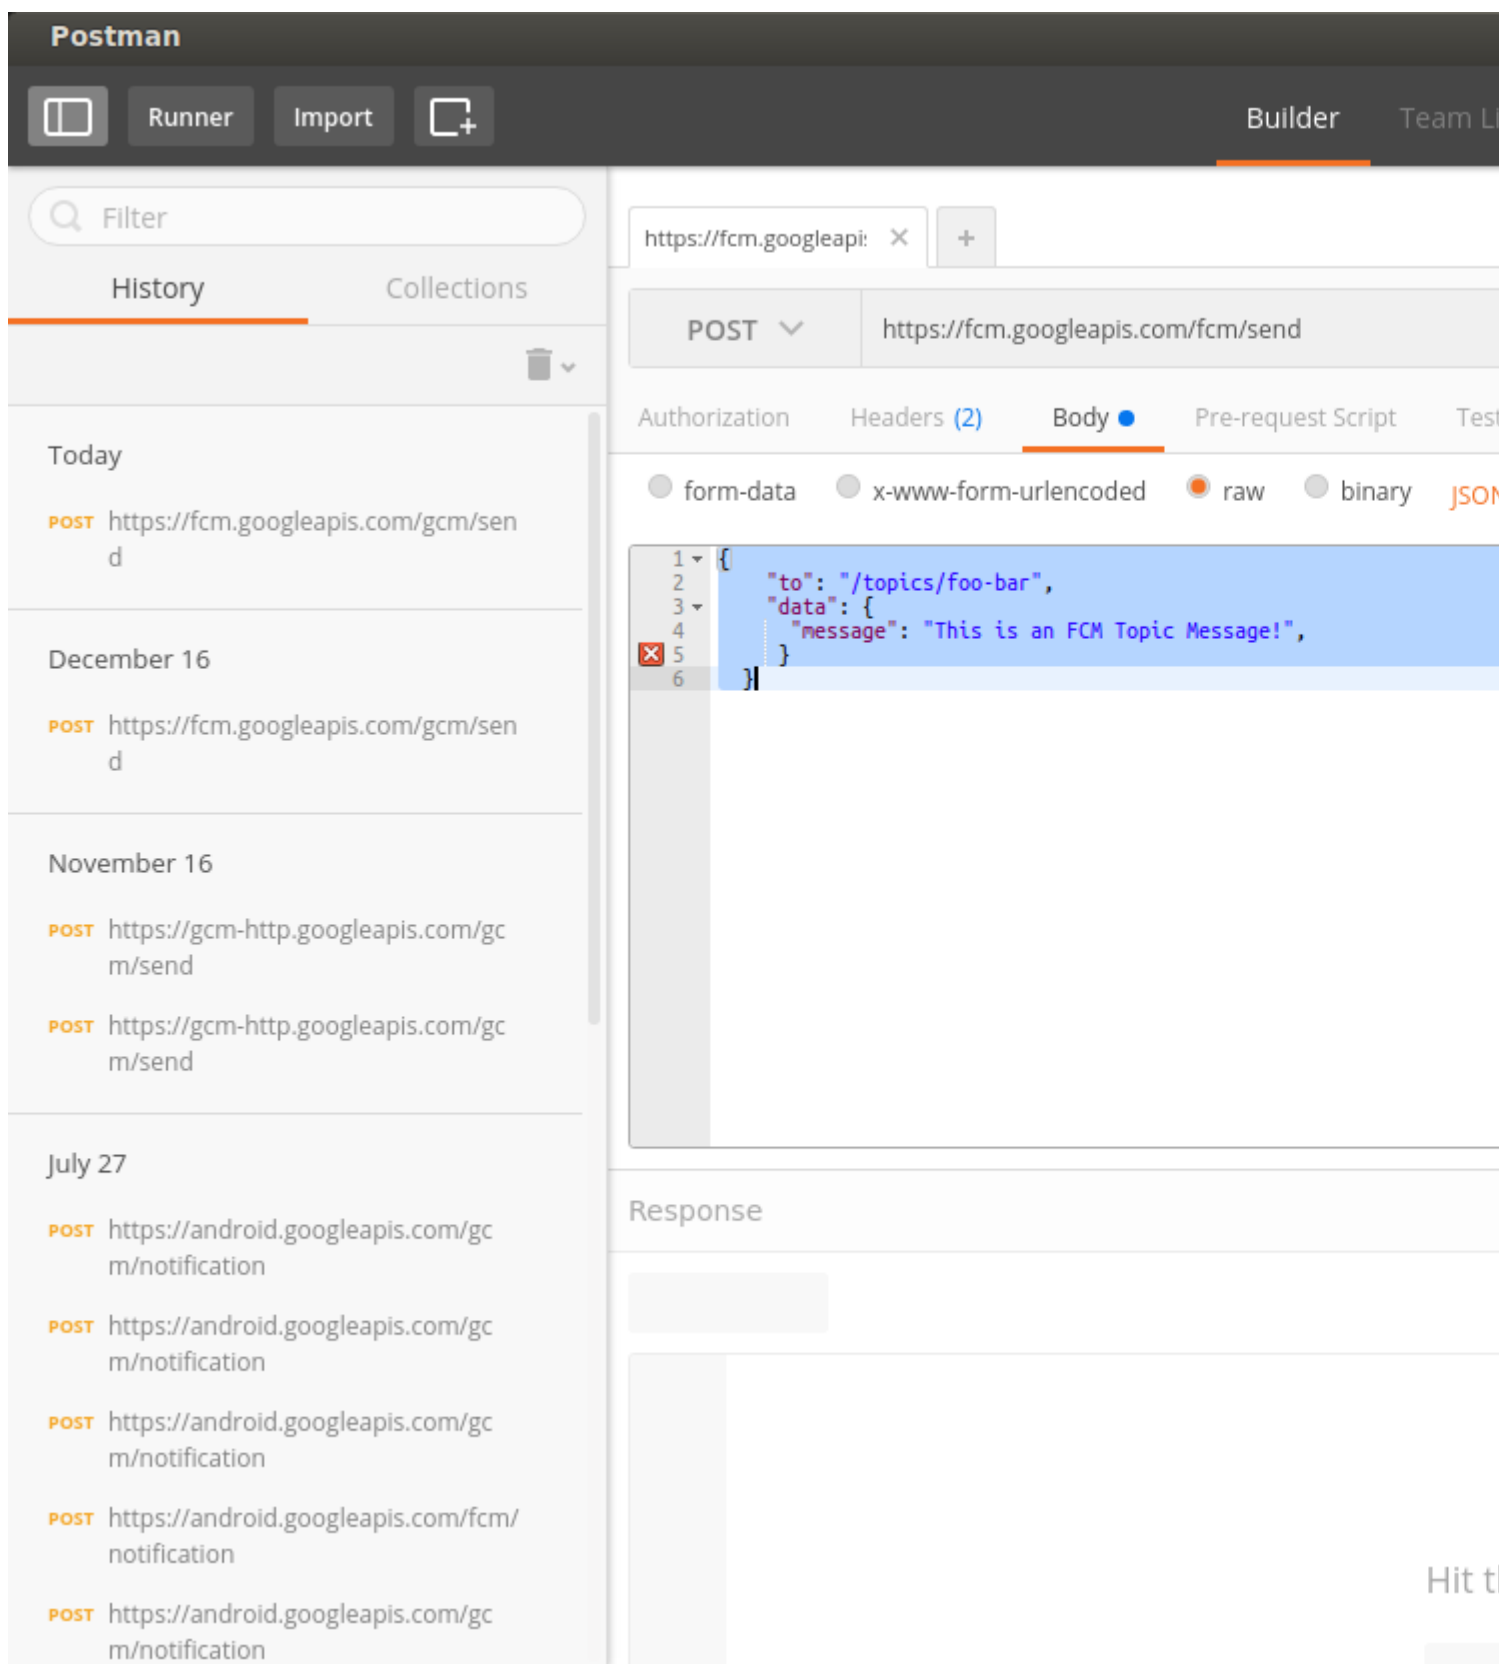 Postman
Runner Import Builder Team Li
Filter
History Collections
https://fcm.googleapi:
POST https://fcm.googleapis.com/fcm/send
Authorization Headers (2) Body Pre-request Script Test
form-data x-www-form-urlencoded raw binary JSON
1 {
2 "to": "/topics/foo-bar",
3 "data": {
4 "message": "This is an FCM Topic Message!",
5 }
6 }
Today
POST https://fcm.googleapis.com/gcm/sen
d
December 16
POST https://fcm.googleapis.com/gcm/sen
d
November 16
POST https://gcm-http.googleapis.com/gc
m/send
POST https://gcm-http.googleapis.com/gc
m/send
July 27
POST https://android.googleapis.com/gc
m/notification
POST https://android.googleapis.com/gc
m/notification
POST https://android.googleapis.com/gc
m/notification
POST https://android.googleapis.com/fcm/
notification
POST https://android.googleapis.com/gc
m/notification
Response
Hit t